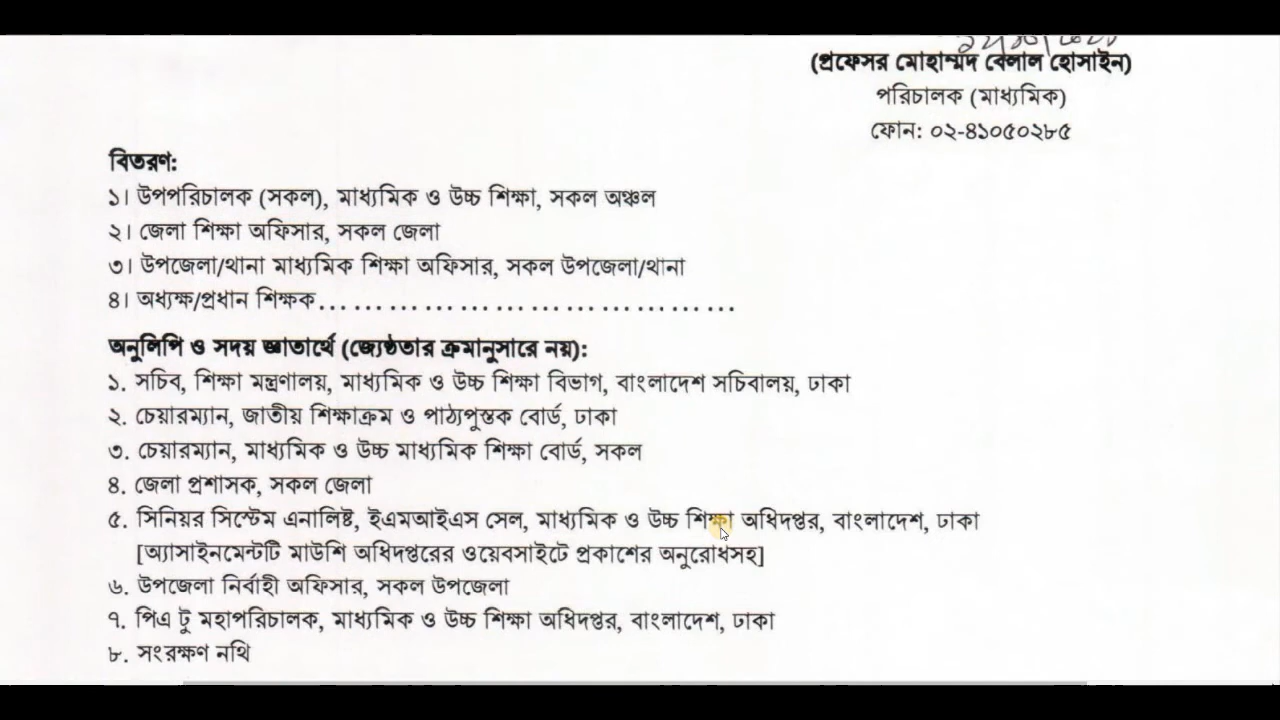 (প্রফেসর মোহাম্মদ বেলাল হোসাইন)
পরিচালক (মাধ্যমিক)
ফোন: ০২-৪১০৫০২৮৫
বিতরণ:
১। উপপরিচালক (সকল), মাধ্যমিক ও উচ্চ শিক্ষা, সকল অঞ্চল
২। জেলা শিক্ষা অফিসার, সকল জেলা
৩। উপজেলা/থানা মাধ্যমিক শিক্ষা অফিসার, সকল উপজেলা/থানা
৪। অধ্যক্ষ/প্রধান শিক্ষক..............................
অনুলিপি ও সদয় জ্ঞাতার্থে (জ্যেষ্ঠতার ক্রমানুসারে নয়):
১. সচিব, শিক্ষা মন্ত্রণালয়, মাধ্যমিক ও উচ্চ শিক্ষা বিভাগ, বাংলাদেশ সচিবালয়, ঢাকা
২. চেয়ারম্যান, জাতীয় শিক্ষাক্রম ও পাঠ্যপুস্তক বোর্ড, ঢাকা
৩. চেয়ারম্যান, মাধ্যমিক ও উচ্চ মাধ্যমিক শিক্ষা বোর্ড, সকল
৪. জেলা প্রশাসক, সকল জেলা
৫. সিনিয়র সিস্টেম এনালিষ্ট, ইএমআইএস সেল, মাধ্যমিক ও উচ্চ শিক্ষা অধিদপ্তর, বাংলাদেশ, ঢাকা
[অ্যাসাইনমেন্টটি মাউশি অধিদপ্তরের ওয়েবসাইটে প্রকাশের অনুরোধসহ]
৬. উপজেলা নির্বাহী অফিসার, সকল উপজেলা
৭. পিএ টু মহাপরিচালক, মাধ্যমিক ও উচ্চ শিক্ষা অধিদপ্তর, বাংলাদেশ, ঢাকা
৮. সংরক্ষণ নথি